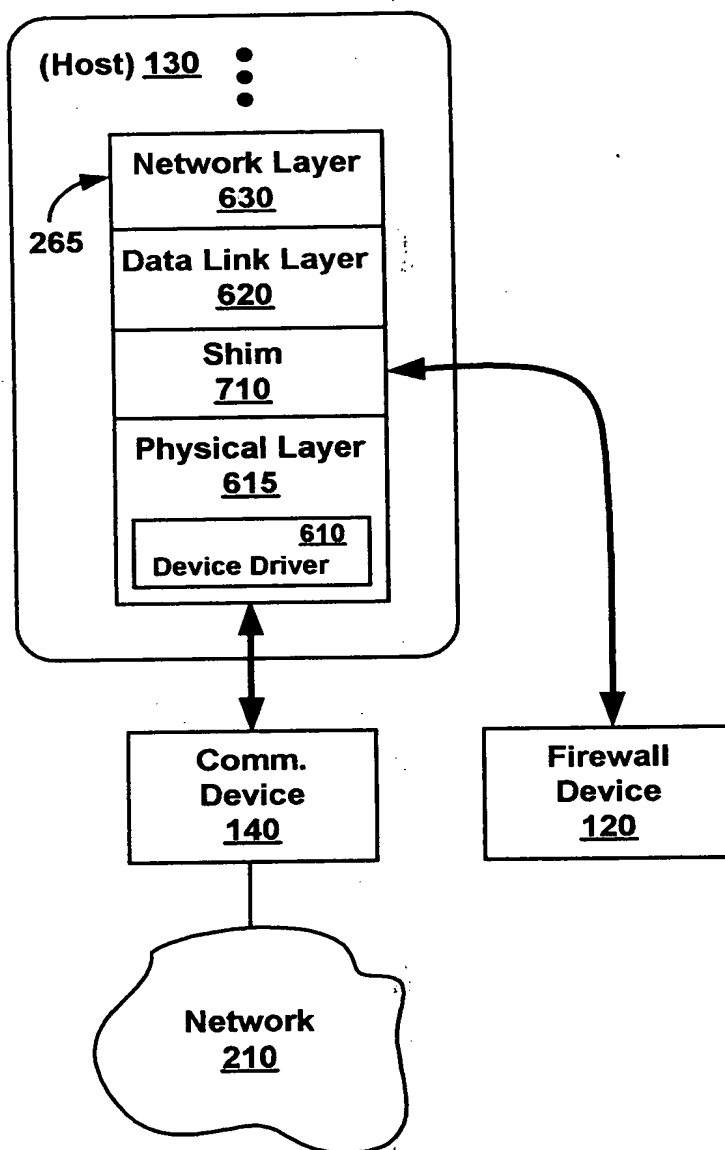 (Host) 130
Network Layer
630
265
Data Link Layer
620
Shim
710
Physical Layer
615
610
Device Driver
Comm.
Device
140
Firewall
Device
120
Network
210